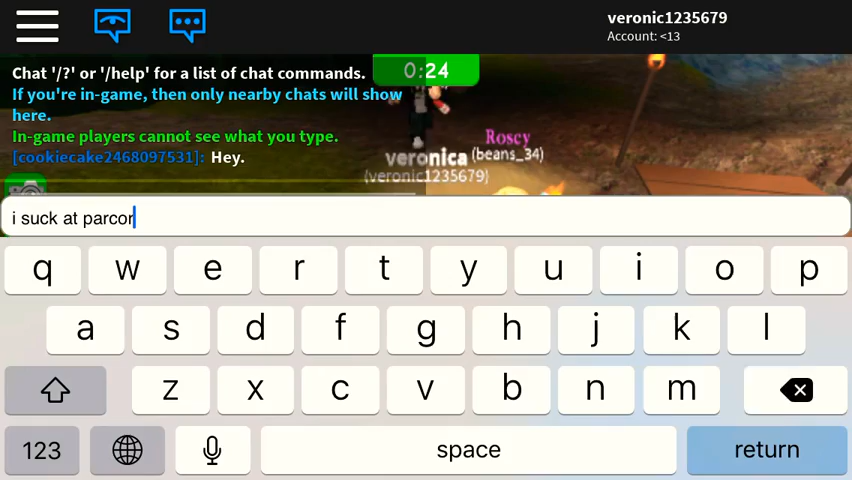 veronic1235679
Account: <13
0:24
Chat '/?' or '/help' for a list of chat commands.
If you're in-game, then only nearby chats will show
here.
In-game players cannot see what you type.
[cookiecake2468097531]: Hey.
Roscy
(beans_34)
veronica
(veronic1235679)
i suck at parcor
q w e r t y u i o p
a s d f g h j k l
z x c v b n m
123 space return